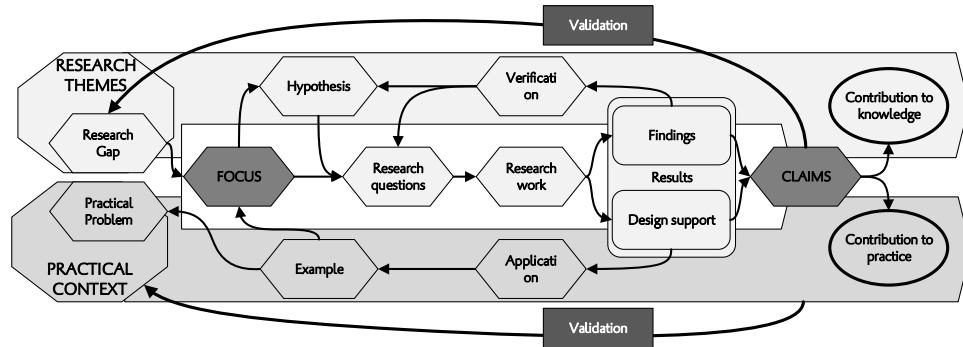 Validation
RESEARCH
THEMES
Research
Gap
Hypothesis
Verificati
on
Contribution to
knowledge
FOCUS
Research
questions
Research
work
Findings
Results
Design support
CLAIMS
Practical
Problem
PRACTICAL
CONTEXT
Example
Applicati
on
Contribution to
practice
Validation